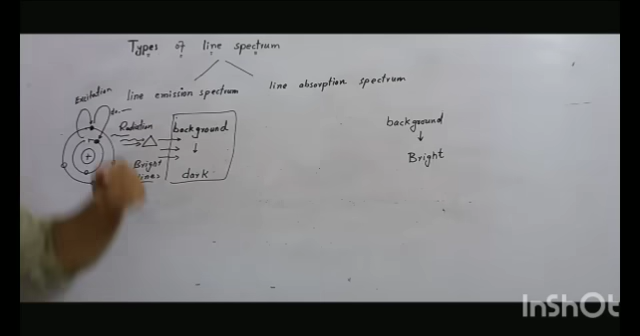 Types of line spectrum
line emission spectrum
line absorption spectrum
Excitation
de.
Radiation
background
dark
Bright
lines
+
background
Bright
InShOt